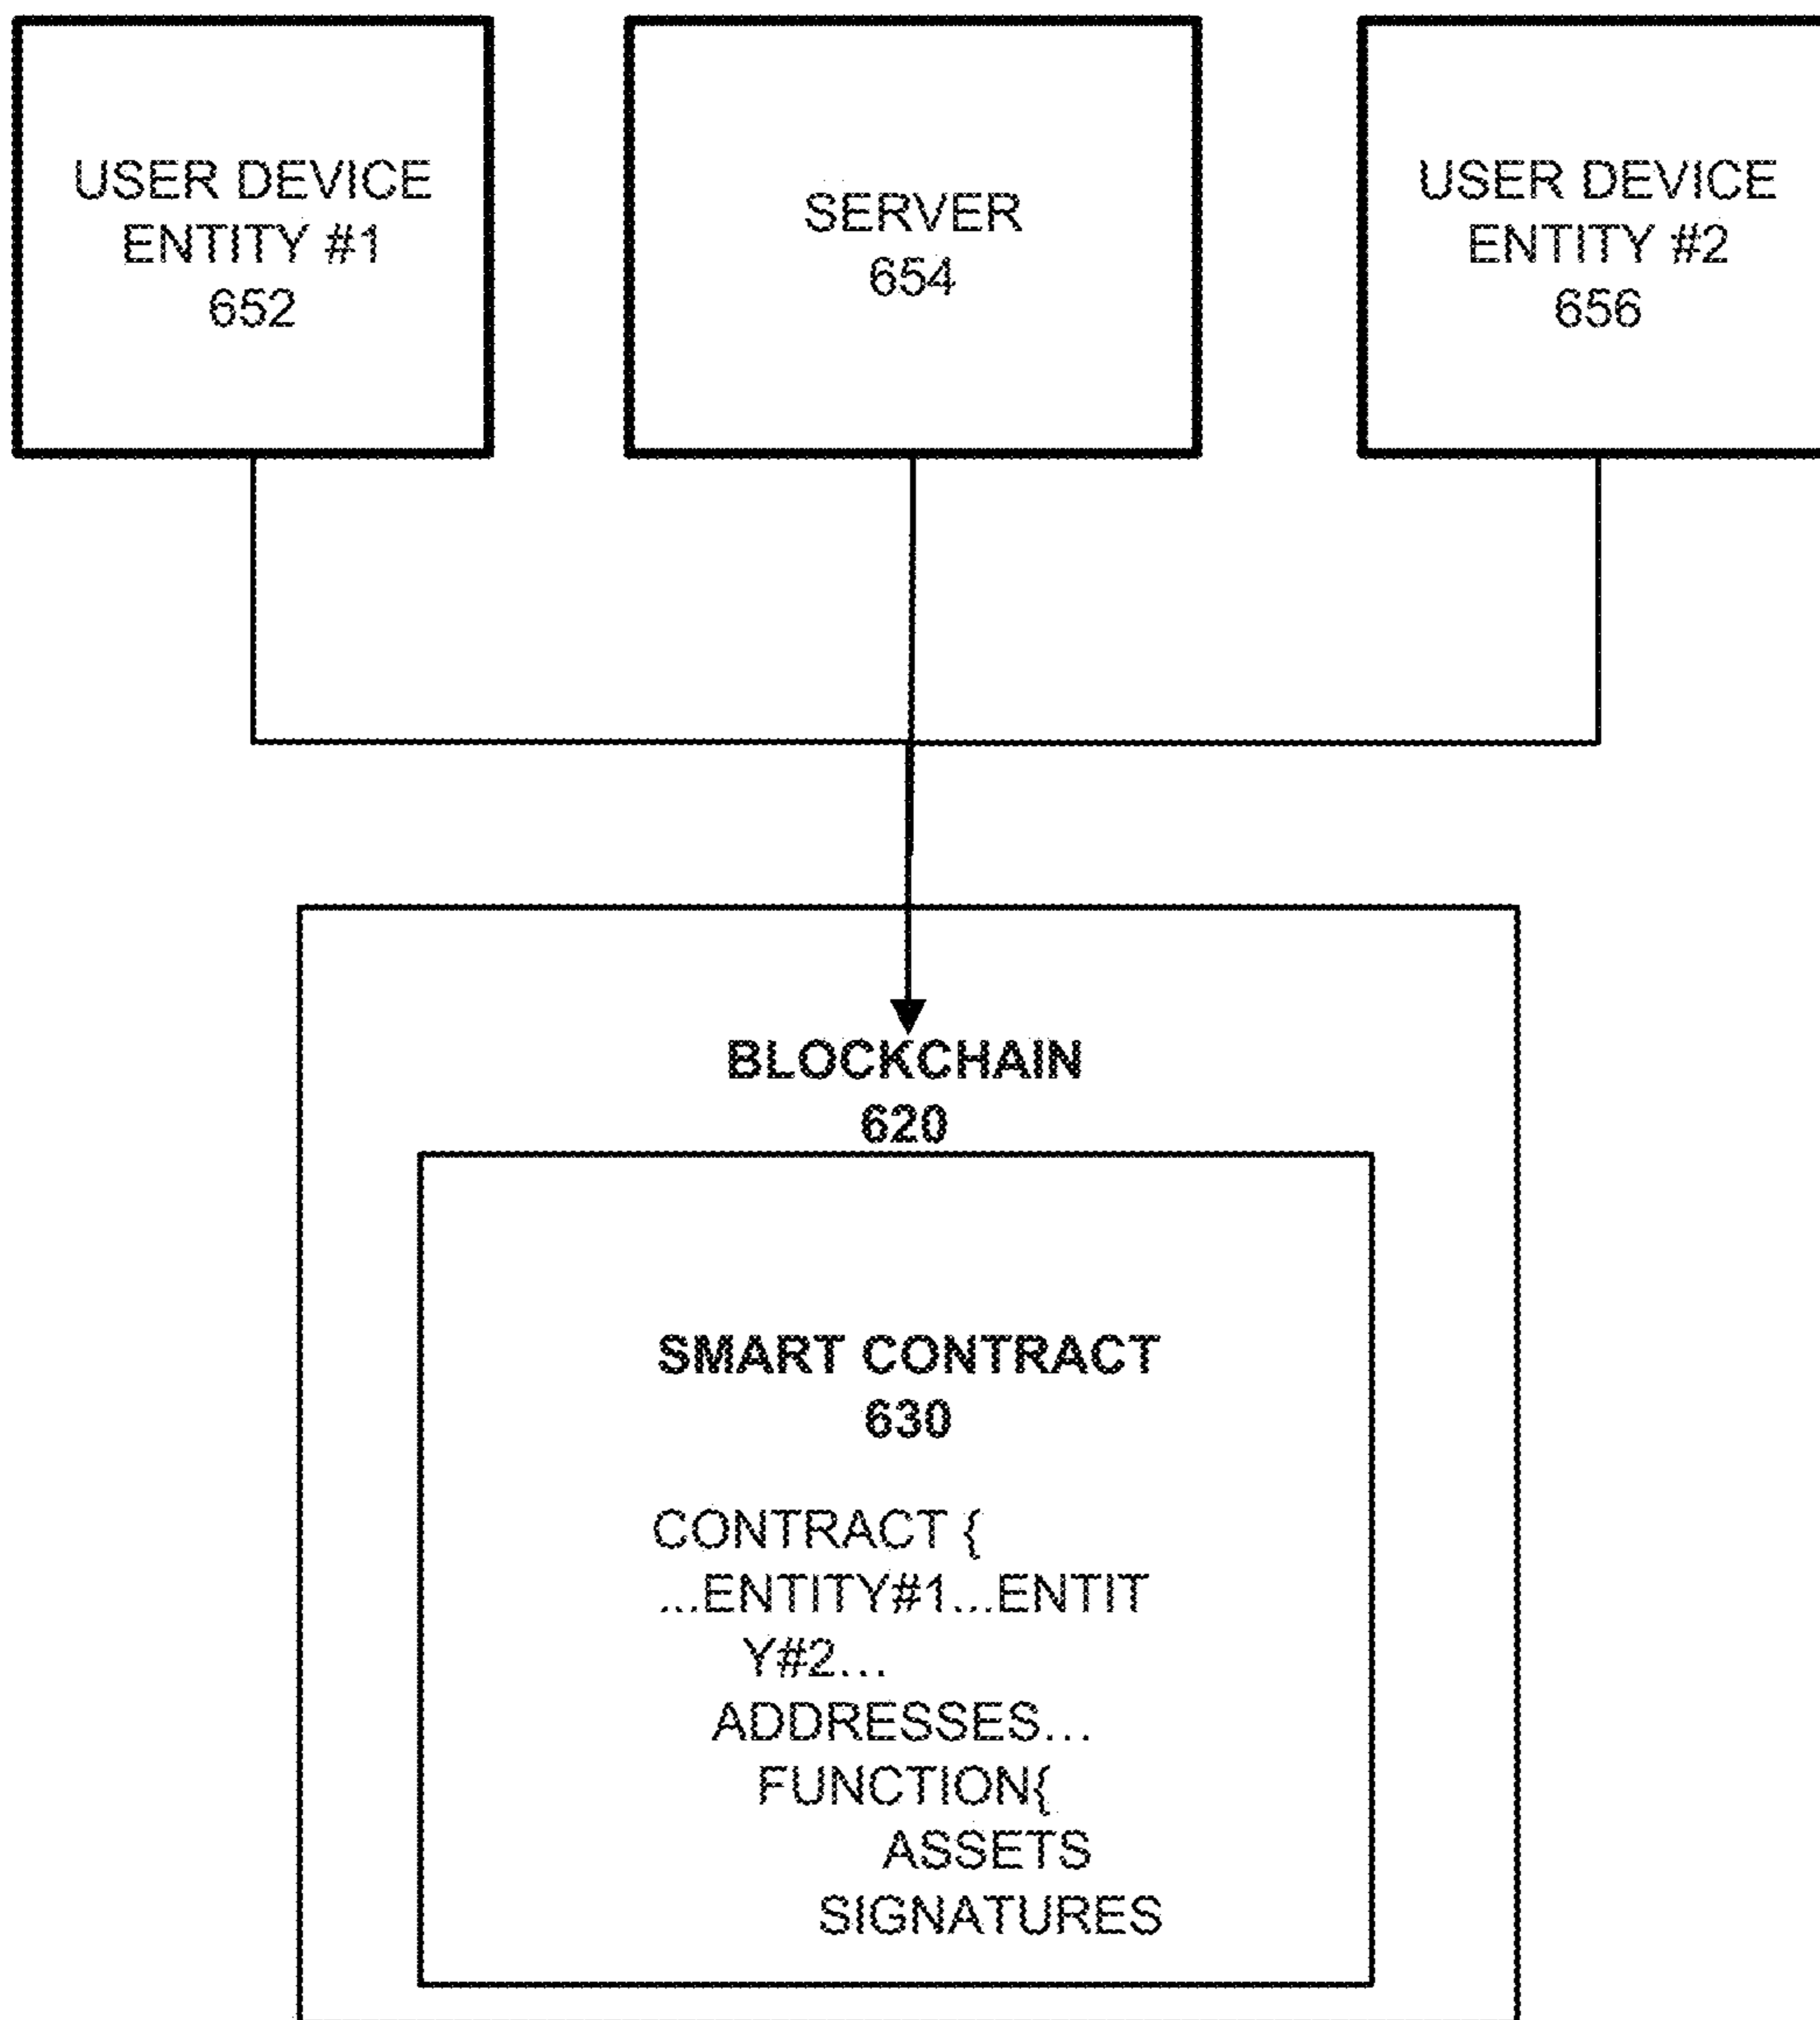 USER DEVICE
ENTITY #1
652
SERVER
654
USER DEVICE
ENTITY #2
656
BLOCKCHAIN
620
SMART CONTRACT
630
CONTRACT {
...ENTITY#1...ENTIT
Y#2...
ADDRESSES...
FUNCTION{
ASSETS
SIGNATURES